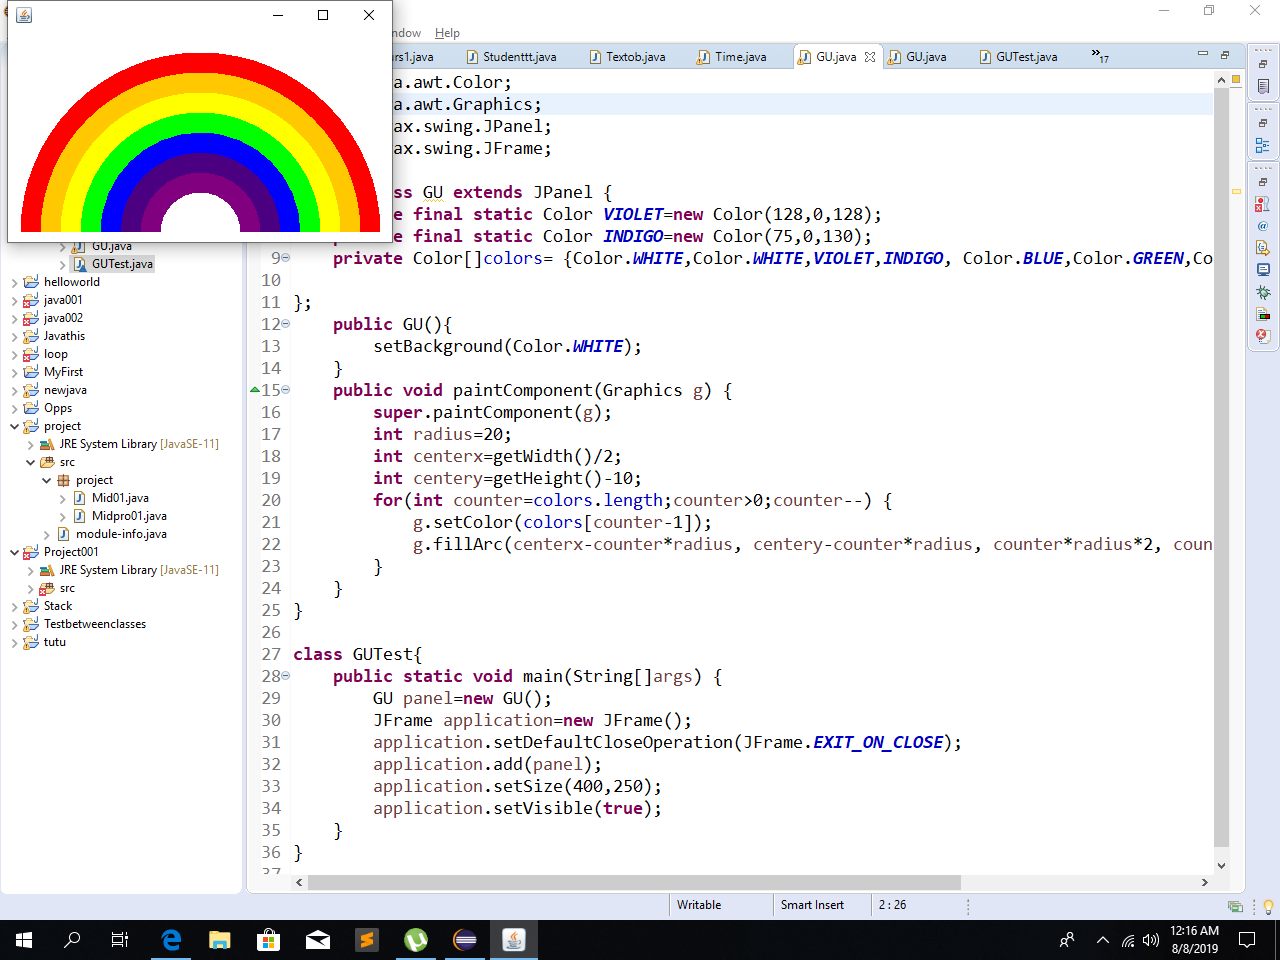 ndow Help
urs1.java Studenttt.java Textob.java Time.java GU.java GU.java GUTest.java »17
a.awt.Color;
a.awt.Graphics;
ax.swing.JPanel;
ax.swing.JFrame;
ss GU extends JPanel {
e final static Color VIOLET=new Color(128,0,128);
e final static Color INDIGO=new Color(75,0,130);
9 private Color[]colors= {Color.WHITE,Color.WHITE,VIOLET,INDIGO, Color.BLUE,Color.GREEN,Co
10
11 };
12 public GU(){
13 setBackground(Color.WHITE);
14 }
15 public void paintComponent(Graphics g) {
16 super.paintComponent(g);
17 int radius=20;
18 int centerx=getWidth()/2;
19 int centery=getHeight()-10;
20 for(int counter=colors.length;counter>0;counter--) {
21 g.setColor(colors[counter-1]);
22 g.fillArc(centerx-counter*radius, centery-counter*radius, counter*radius*2, coun
23 }
24 }
25 }
26
27 class GUTest{
28 public static void main(String[]args) {
29 GU panel=new GU();
30 JFrame application=new JFrame();
31 application.setDefaultCloseOperation(JFrame.EXIT_ON_CLOSE);
32 application.add(panel);
33 application.setSize(400,250);
34 application.setVisible(true);
35 }
36 }
37
GU.java
GUTest.java
helloworld
java001
java002
Javathis
loop
MyFirst
newjava
Opps
project
JRE System Library [JavaSE-11]
src
project
Mid01.java
Midpro01.java
module-info.java
Project001
JRE System Library [JavaSE-11]
src
Stack
Testbetweenclasses
tutu
Writable Smart Insert 2 : 26
12:16 AM
8/8/2019